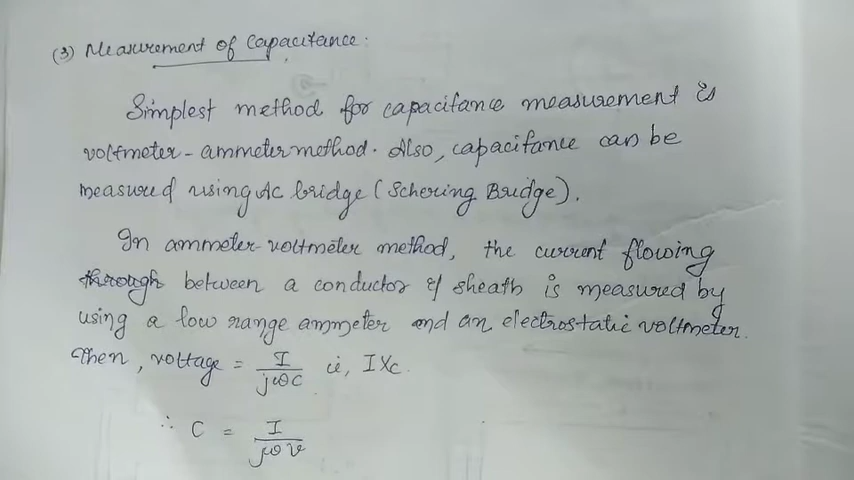 (3) Measurement of Capacitance:
Simplest method for capacitance measurement is
voltmeter-ammeter method. Also, capacitance can be
measured using Ac bridge (Schering Bridge).
In ammeter-voltmeter method, the current flowing
through between a conductor & sheath is measured by
using a low range ammeter and an electrostatic voltmeter.
Then, voltage = I/jωc ie, IXc.
∴ C = I/jωv